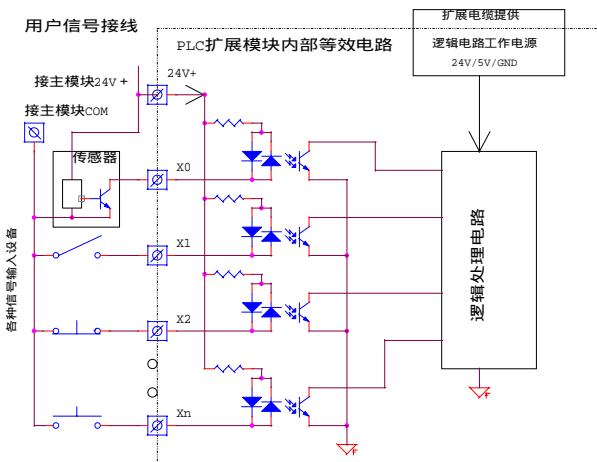 用户信号接线
扩展电缆提供
PLC扩展模块内部等效电路
逻辑电路工作电源
24V/5V/GND
接主模块24V +
24V+
接主模块COM
传感器
X0
X1
各种信号输入设备
逻辑处理电路
X2
Xn